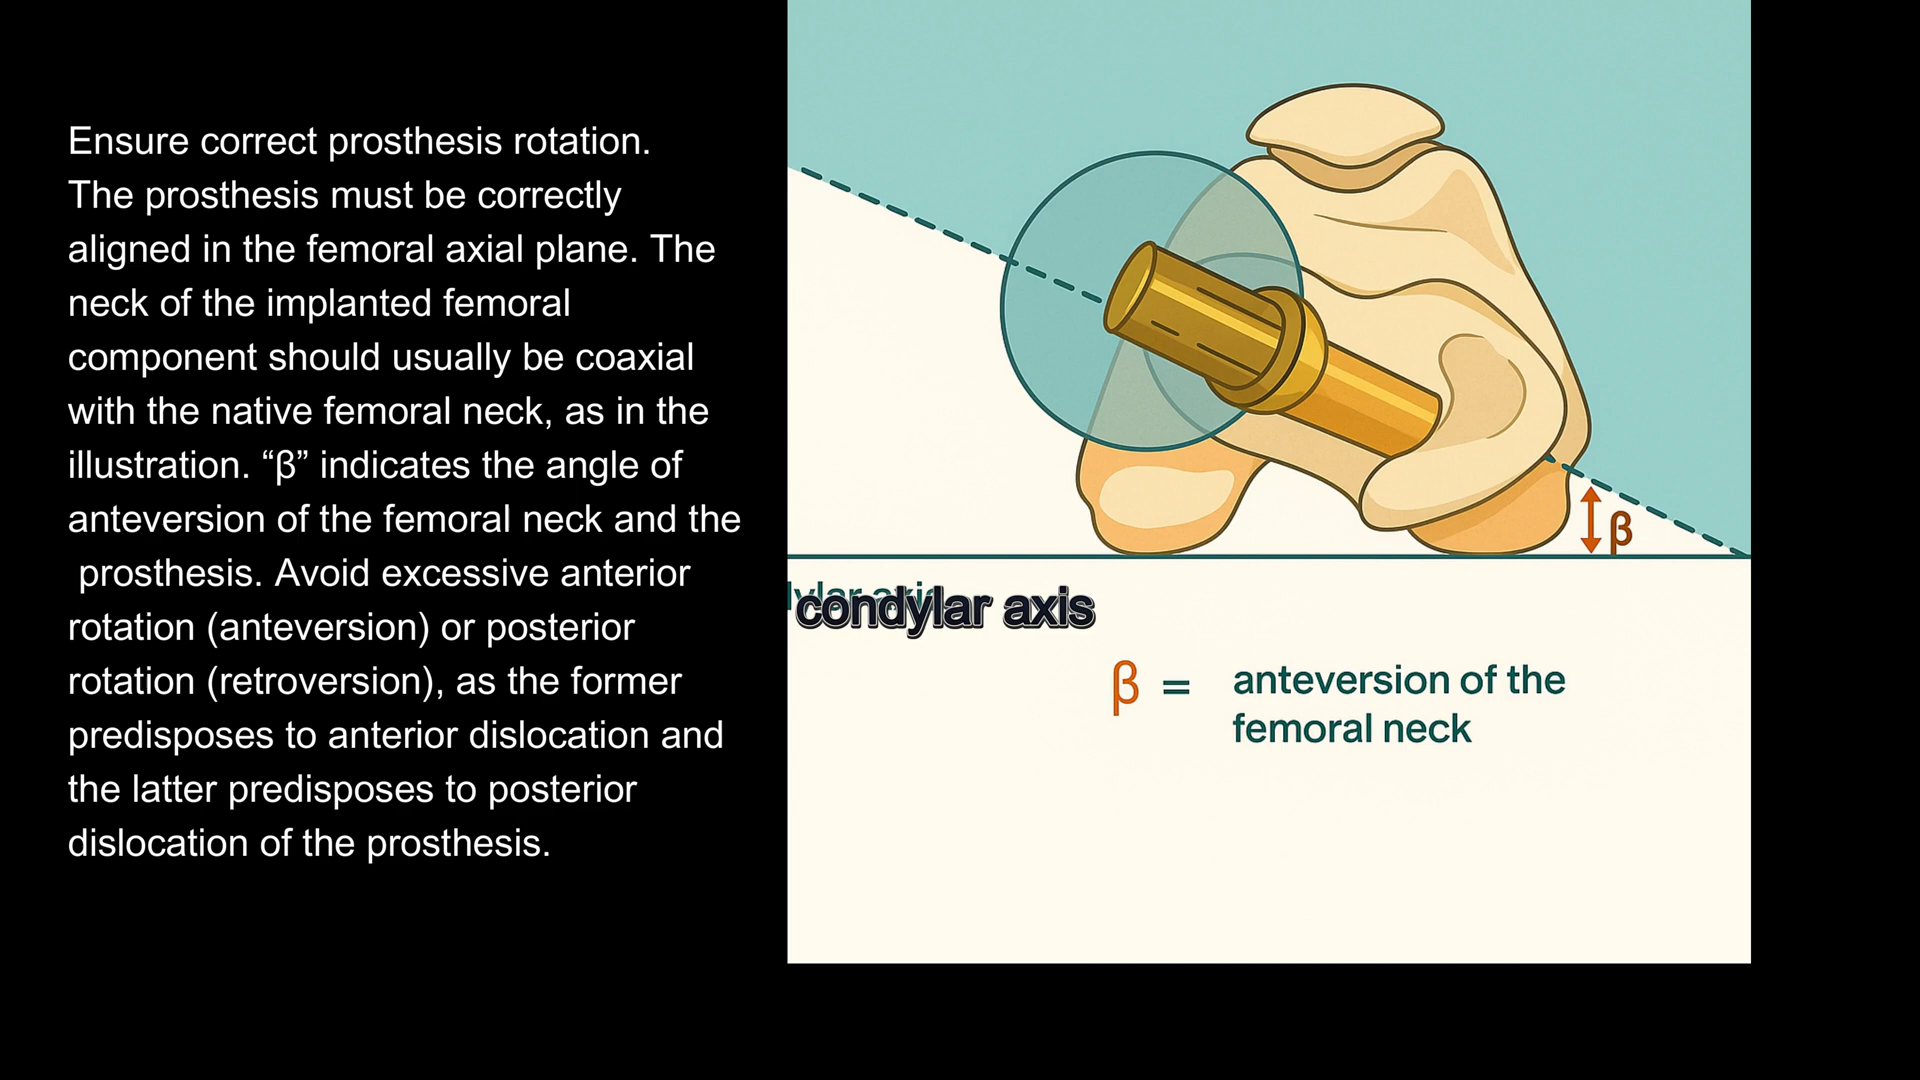 Ensure correct prosthesis rotation.
The prosthesis must be correctly
aligned in the femoral axial plane. The
neck of the implanted femoral
component should usually be coaxial
with the native femoral neck, as in the
illustration. “β” indicates the angle of
anteversion of the femoral neck and the
prosthesis. Avoid excessive anterior
rotation (anteversion) or posterior
rotation (retroversion), as the former
predisposes to anterior dislocation and
the latter predisposes to posterior
dislocation of the prosthesis.
β
condylar axis
β = anteversion of the
femoral neck